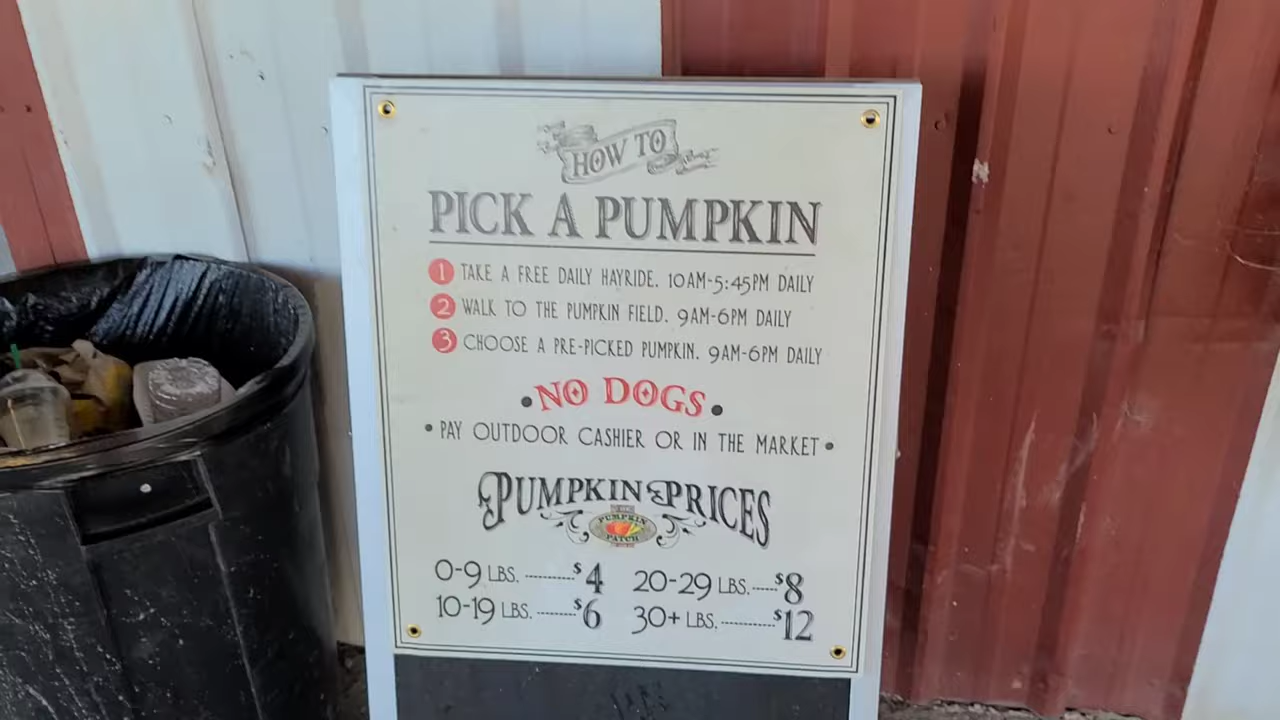 HOW TO
PICK A PUMPKIN
1 TAKE A FREE DAILY HAYRIDE. 10AM-5:45PM DAILY
2 WALK TO THE PUMPKIN FIELD. 9AM-6PM DAILY
3 CHOOSE A PRE-PICKED PUMPKIN. 9AM-6PM DAILY
• NO DOGS •
• PAY OUTDOOR CASHIER OR IN THE MARKET •
PUMPKIN PRICES
PUMPKIN
PATCH
0-9 LBS. ----------$4 20-29 LBS.-----$8
10-19 LBS. --------$6 30+ LBS. -----------$12